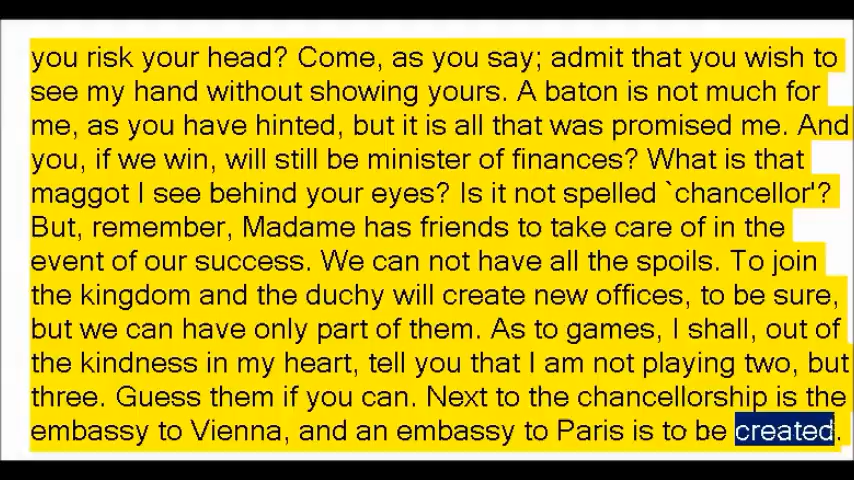 you risk your head? Come, as you say; admit that you wish to
see my hand without showing yours. A baton is not much for
me, as you have hinted, but it is all that was promised me. And
you, if we win, will still be minister of finances? What is that
maggot I see behind your eyes? Is it not spelled `chancellor'?
But, remember, Madame has friends to take care of in the
event of our success. We can not have all the spoils. To join
the kingdom and the duchy will create new offices, to be sure,
but we can have only part of them. As to games, I shall, out of
the kindness in my heart, tell you that I am not playing two, but
three. Guess them if you can. Next to the chancellorship is the
embassy to Vienna, and an embassy to Paris is to be created.